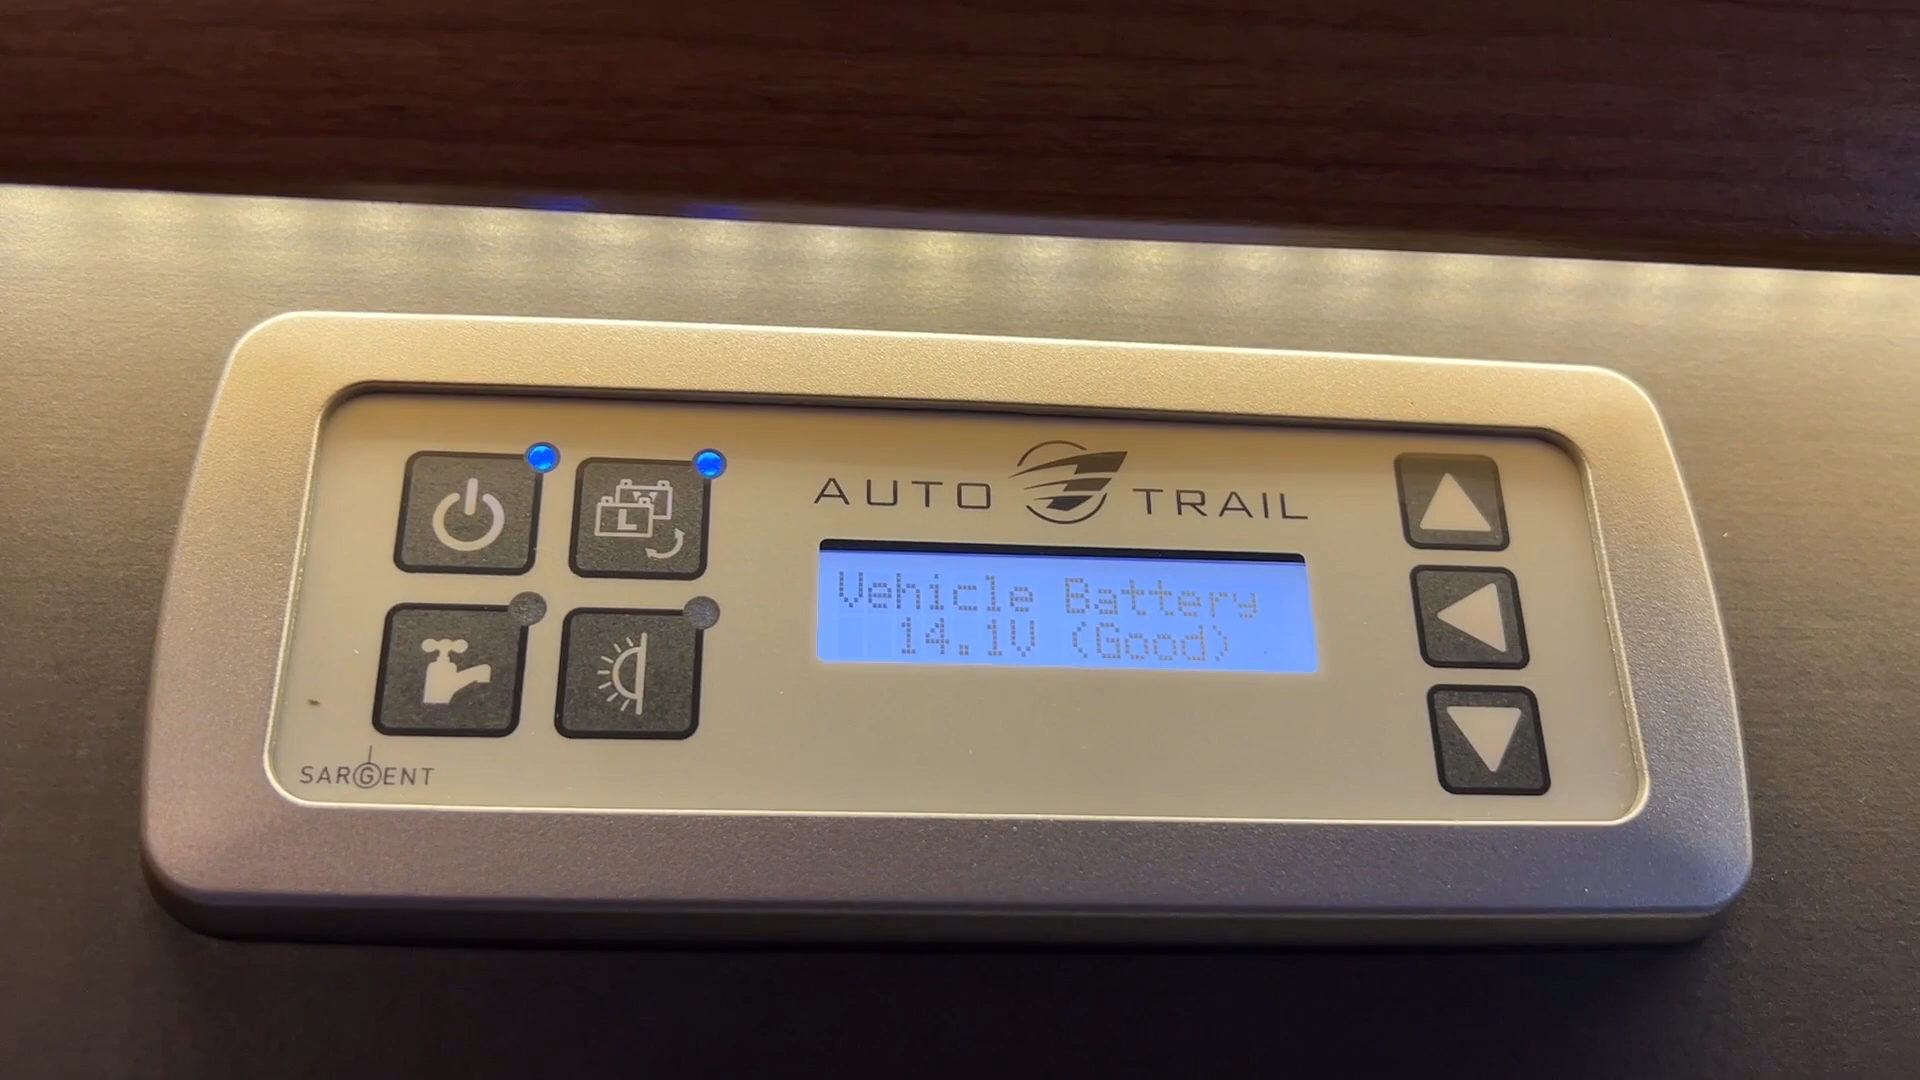 AUTO TRAIL
Vehicle Battery
14.1V (Good)
L V
SARGENT